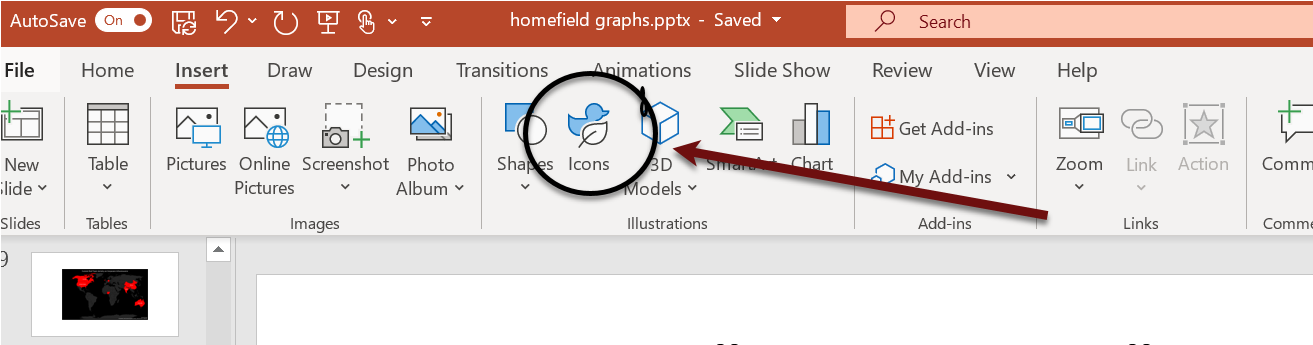 AutoSave On homefield graphs.pptx - Saved Search
File Home Insert Draw Design Transitions Animations Slide Show Review View Help
New Table Pictures Online Screenshot Photo Shapes Icons 3D SmartArt Chart Get Add-ins Zoom Link Action Comm
Slide Pictures Album Models My Add-ins
Slides Tables Images Illustrations Add-ins Links Comme
9